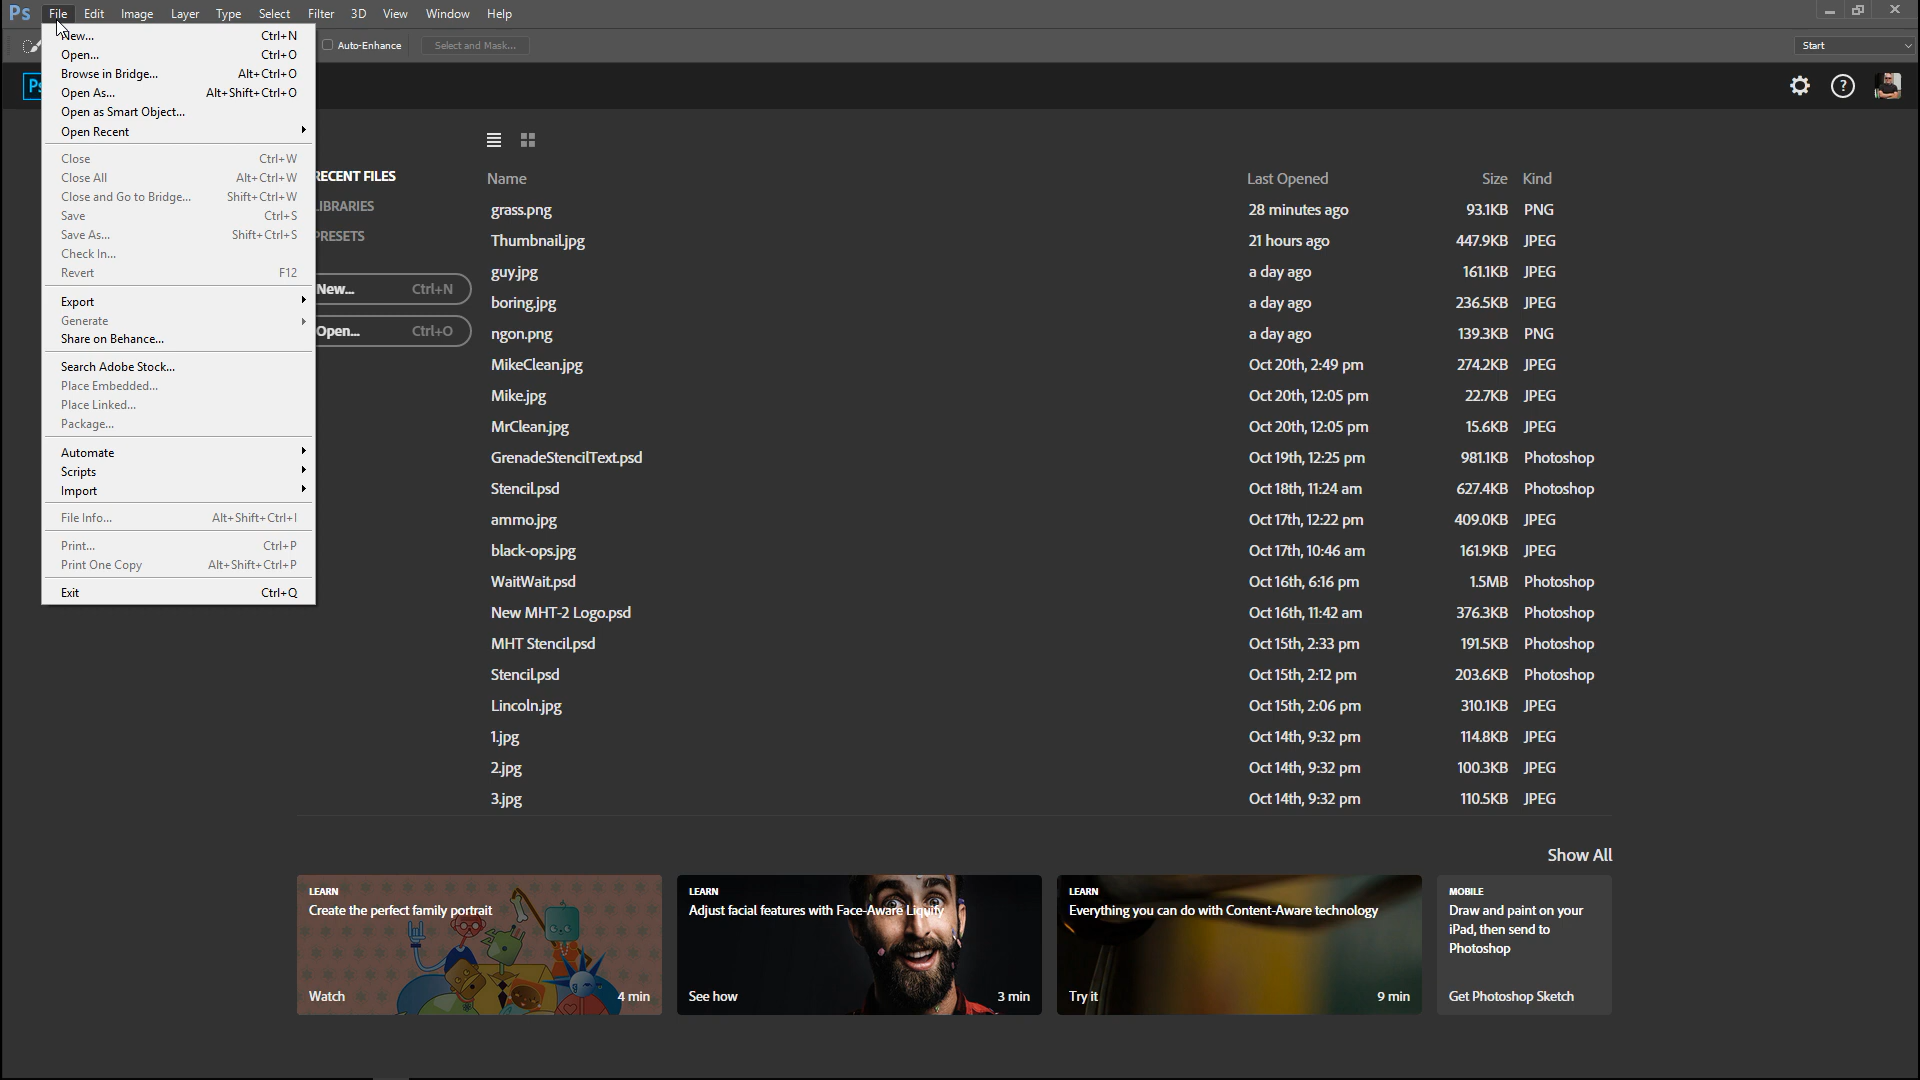 Ps File Edit Image Layer Type Select Filter 3D View Window Help
Auto-Enhance Select and Mask... Start
Ps
New... Ctrl+N
Open... Ctrl+O
Browse in Bridge... Alt+Ctrl+O
Open As... Alt+Shift+Ctrl+O
Open as Smart Object...
Open Recent
Close Ctrl+W
Close All Alt+Ctrl+W
Close and Go to Bridge... Shift+Ctrl+W
Save Ctrl+S
Save As... Shift+Ctrl+S
Check In...
Revert F12
Export
Generate
Share on Behance...
Search Adobe Stock...
Place Embedded...
Place Linked...
Package...
Automate
Scripts
Import
File Info... Alt+Shift+Ctrl+I
Print... Ctrl+P
Print One Copy Alt+Shift+Ctrl+P
Exit Ctrl+Q
RECENT FILES
LIBRARIES
PRESETS
New... Ctrl+N
Open... Ctrl+O
Name Last Opened Size Kind
grass.png 28 minutes ago 93.1KB PNG
Thumbnail.jpg 21 hours ago 447.9KB JPEG
guy.jpg a day ago 161.1KB JPEG
boring.jpg a day ago 236.5KB JPEG
ngon.png a day ago 139.3KB PNG
MikeClean.jpg Oct 20th, 2:49 pm 274.2KB JPEG
Mike.jpg Oct 20th, 12:05 pm 22.7KB JPEG
MrClean.jpg Oct 20th, 12:05 pm 15.6KB JPEG
GrenadeStencilText.psd Oct 19th, 12:25 pm 981.1KB Photoshop
Stencil.psd Oct 18th, 11:24 am 627.4KB Photoshop
ammo.jpg Oct 17th, 12:22 pm 409.0KB JPEG
black-ops.jpg Oct 17th, 10:46 am 161.9KB JPEG
WaitWait.psd Oct 16th, 6:16 pm 1.5MB Photoshop
New MHT-2 Logo.psd Oct 16th, 11:42 am 376.3KB Photoshop
MHT Stencil.psd Oct 15th, 2:33 pm 191.5KB Photoshop
Stencil.psd Oct 15th, 2:12 pm 203.6KB Photoshop
Lincoln.jpg Oct 15th, 2:06 pm 310.1KB JPEG
1.jpg Oct 14th, 9:32 pm 114.8KB JPEG
2.jpg Oct 14th, 9:32 pm 100.3KB JPEG
3.jpg Oct 14th, 9:32 pm 110.5KB JPEG
Show All
LEARN
Create the perfect family portrait
Watch 4 min
LEARN
Adjust facial features with Face-Aware Liquify
See how 3 min
LEARN
Everything you can do with Content-Aware technology
Try it 9 min
MOBILE
Draw and paint on your
iPad, then send to
Photoshop
Get Photoshop Sketch